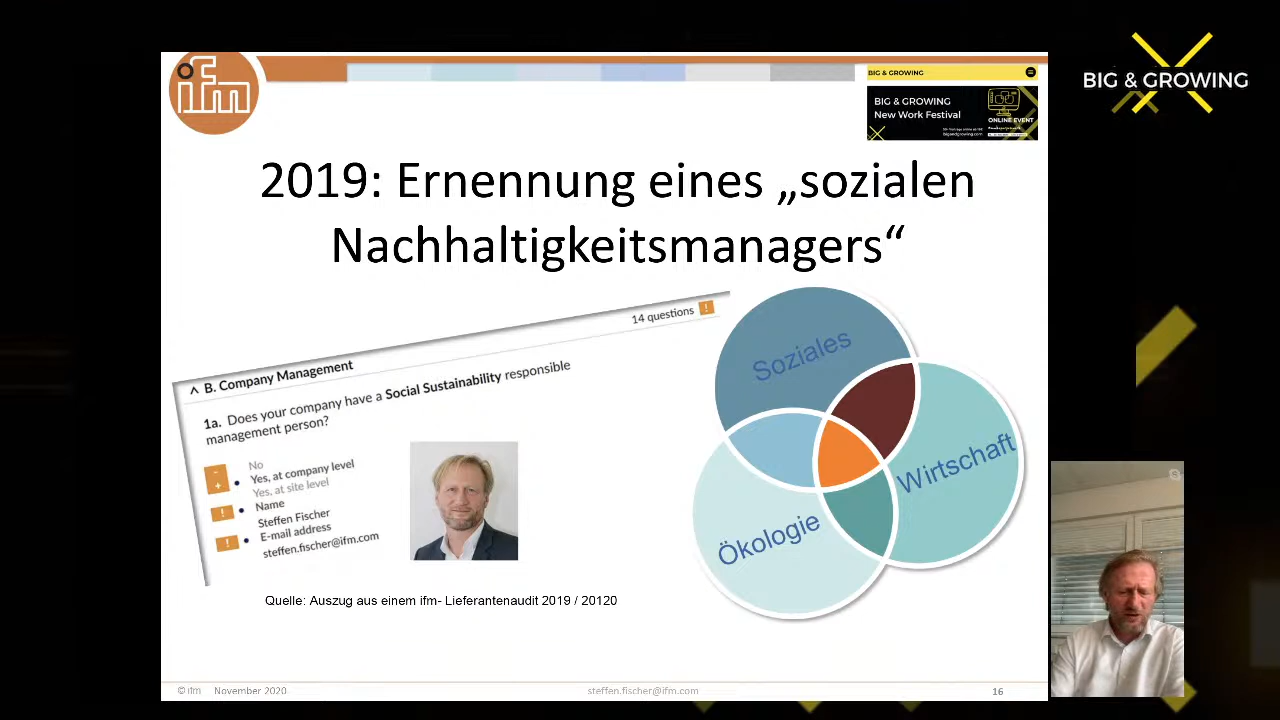 ifm
BIG & GROWING
BIG & GROWING
New Work Festival
ONLINE EVENT
BIG & GROWING
2019: Ernennung eines „sozialen
Nachhaltigkeitsmanagers“
14 questions !
^ B. Company Management
1a. Does your company have a Social Sustainability responsible
management person?
No
Yes, at company level
Yes, at site level
Name
Steffen Fischer
E-mail address
steffen.fischer@ifm.com
Soziales
Wirtschaft
Ökologie
Quelle: Auszug aus einem ifm- Lieferantenaudit 2019 / 20120
© ifm November 2020 steffen.fischer@ifm.com 16